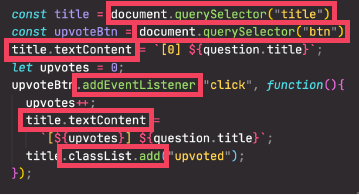 const title = document.querySelector("title")
const upvoteBtn = document.querySelector("btn")
title.textContent = `[0] ${question.title}`;
let upvotes = 0;
upvoteBtn.addEventListener "click", function(){
upvotes++;
title.textContent =
`[${upvotes}] ${question.title}`;
title.classList.add("upvoted");
});